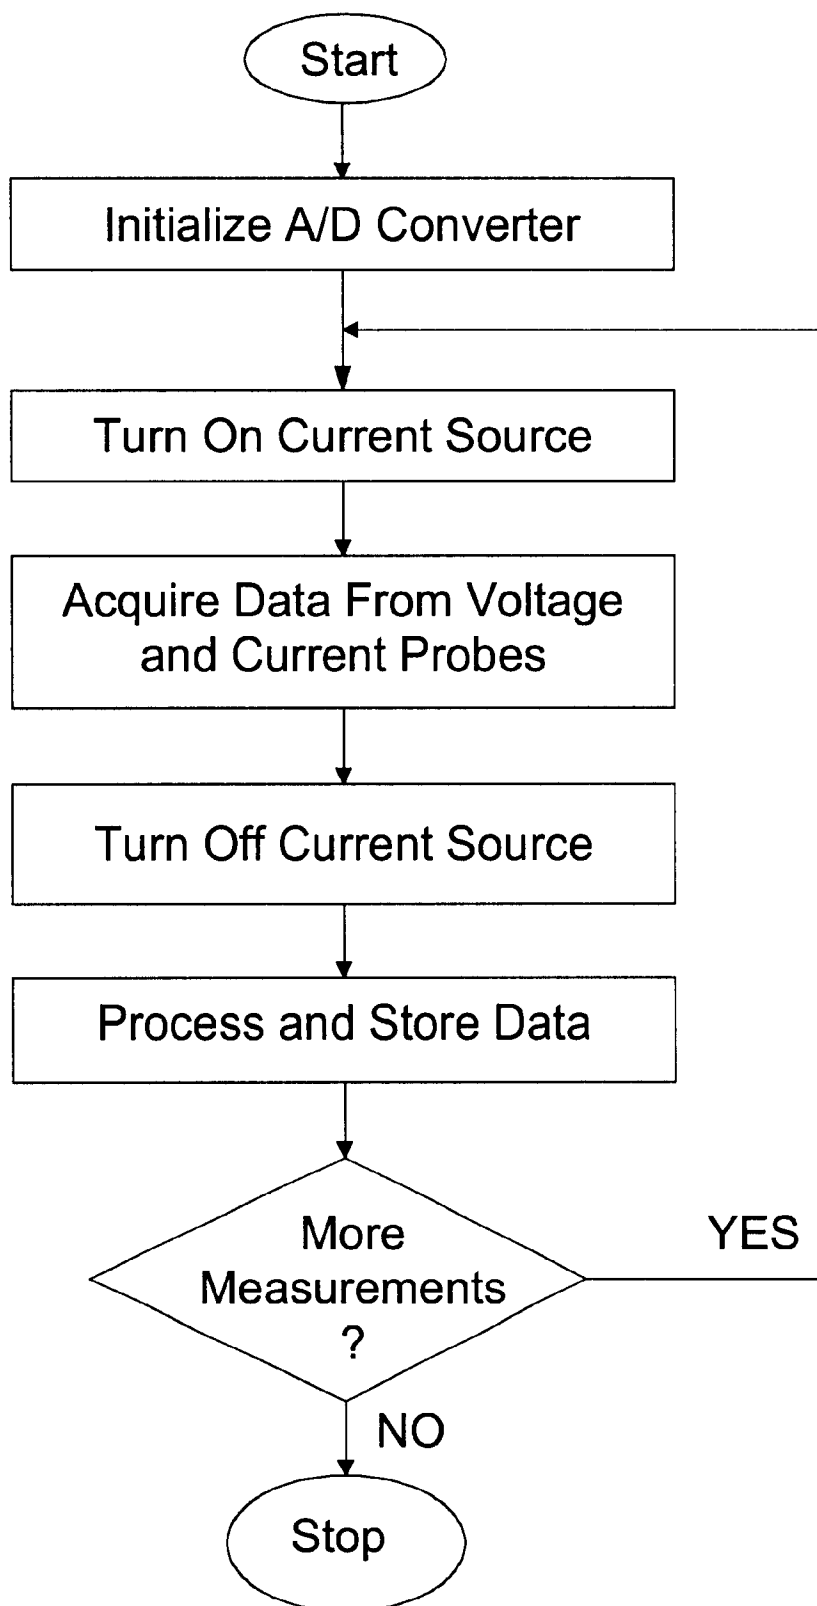 Start
Initialize A/D Converter
Turn On Current Source
Acquire Data From Voltage
and Current Probes
Turn Off Current Source
Process and Store Data
More
Measurements
?
YES
NO
Stop